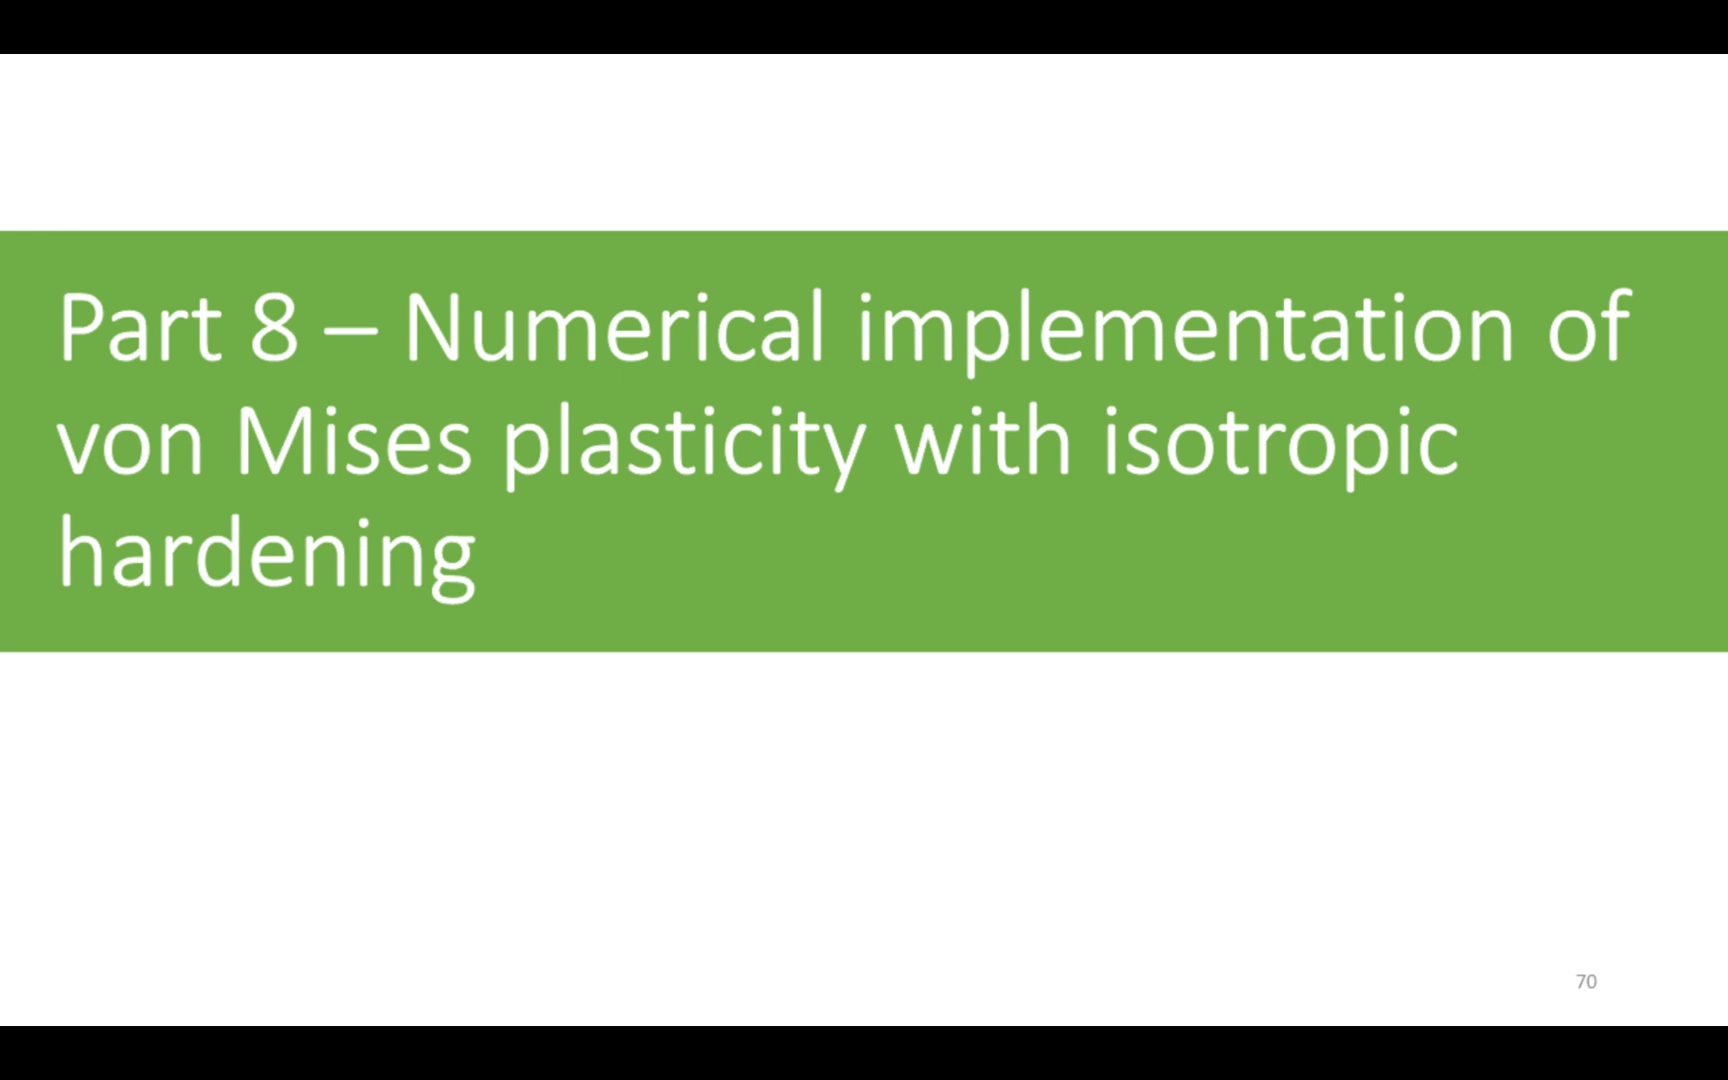 Part 8 – Numerical implementation of
von Mises plasticity with isotropic
hardening
70